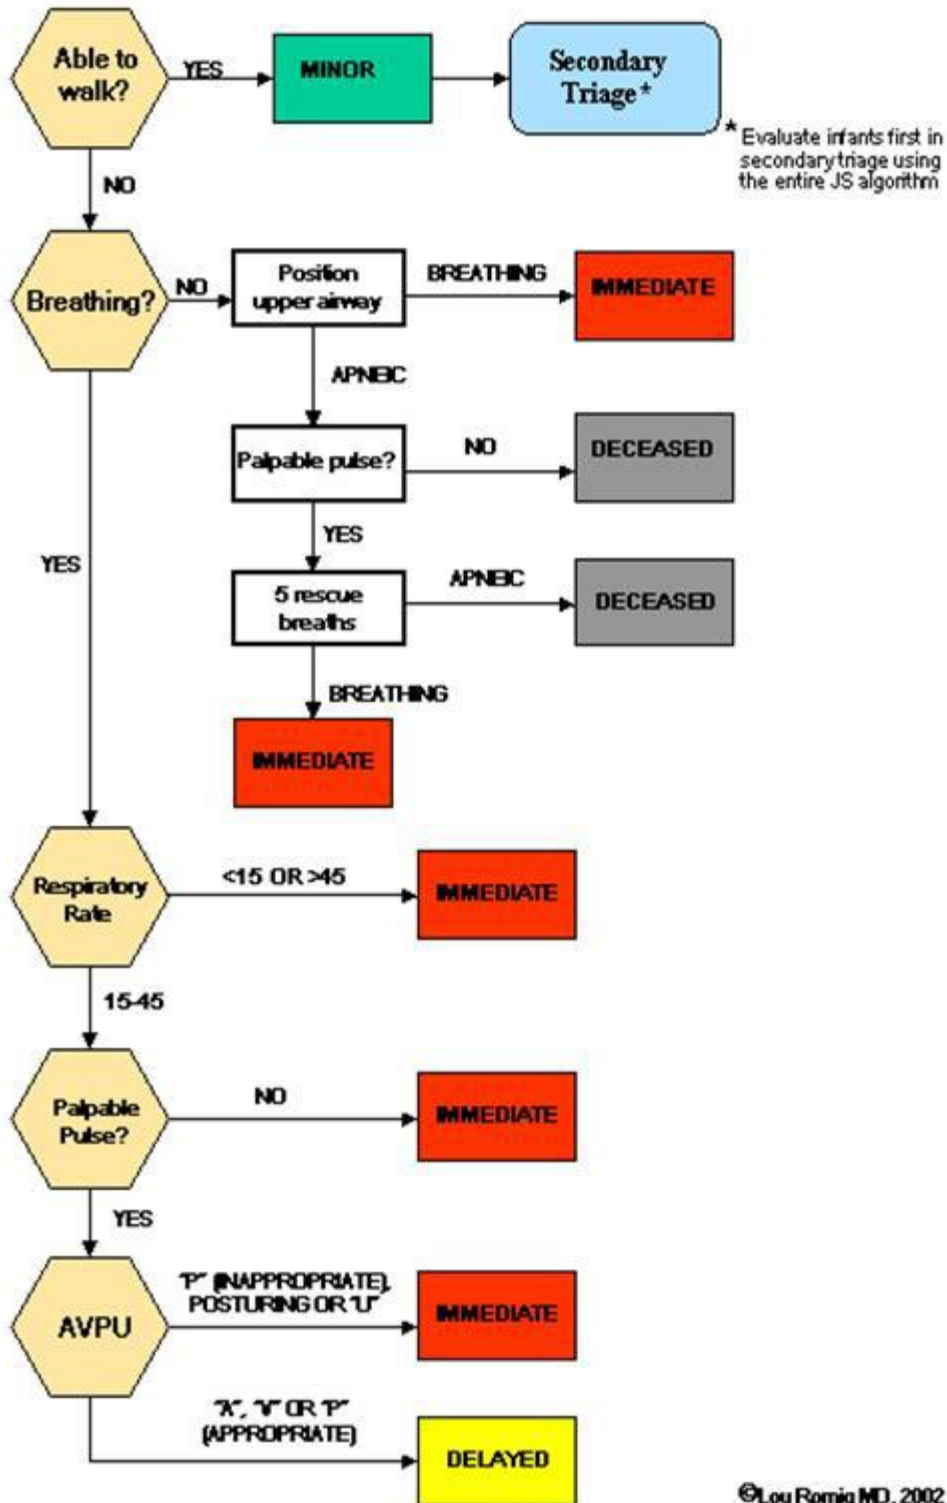 Able to
walk?
YES
MINOR
Secondary
Triage*
* Evaluate infants first in
secondary triage using
the entire JS algorithm
NO
Breathing?
NO
Position
upper airway
BREATHING
IMMEDIATE
APNEIC
Palpable pulse?
NO
DECEASED
YES
YES
5 rescue
breaths
APNEIC
DECEASED
BREATHING
IMMEDIATE
Respiratory
Rate
<15 OR >45
IMMEDIATE
15-45
Palpable
Pulse?
NO
IMMEDIATE
YES
AVPU
"P" (INAPPROPRIATE),
POSTURING OR "U"
IMMEDIATE
"A", "V" OR "P"
(APPROPRIATE)
DELAYED
©Lou Romig MD, 2002